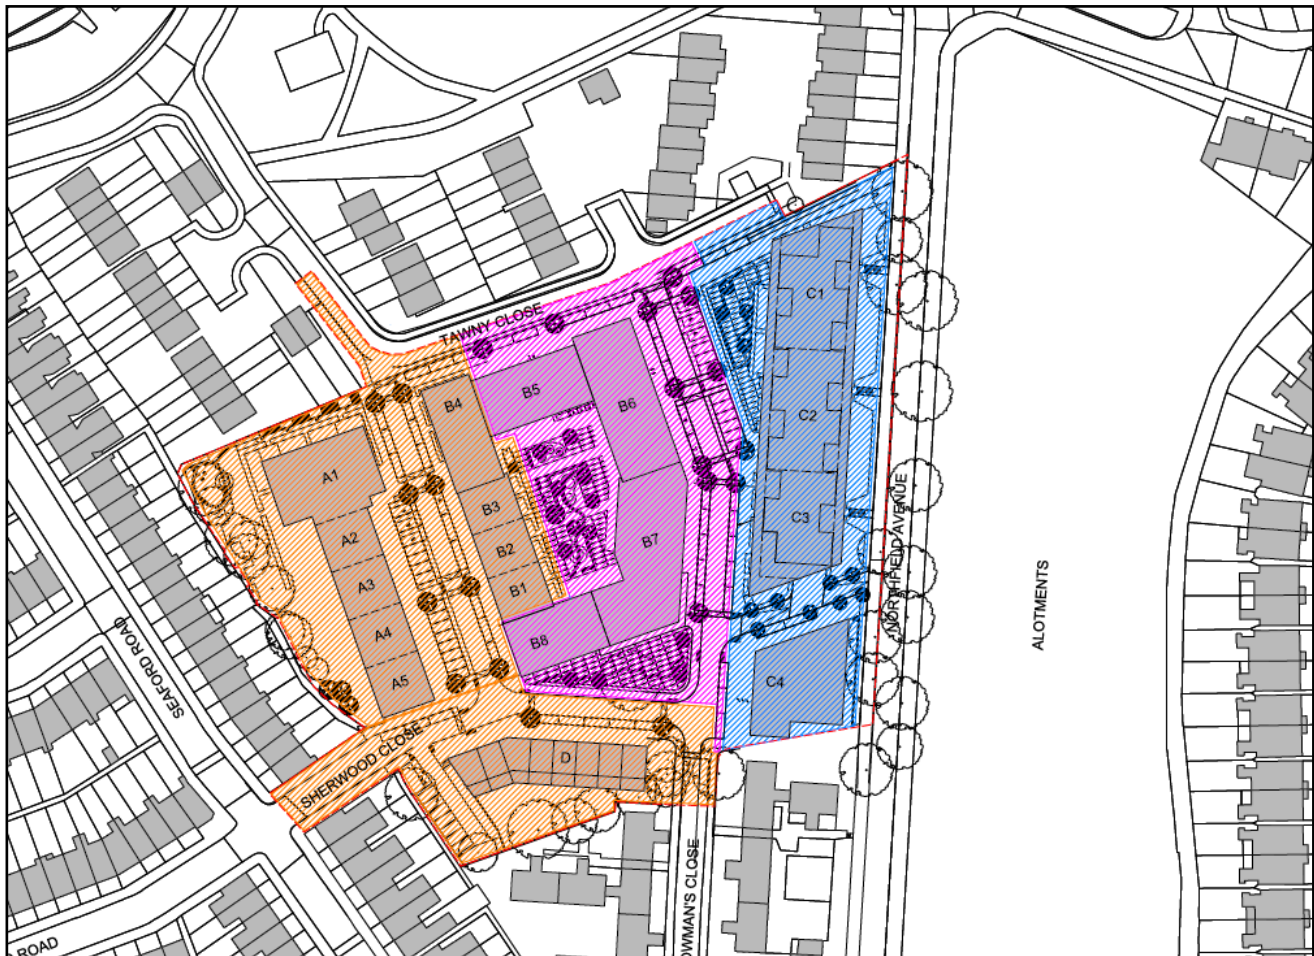 TAWNY CLOSE
C1
B4
B5
B6
C2
A1
B3
C3
A2
B7
B2
A3
B1
NORTHFIELD AVENUE
ALOTMENTS
A4
B8
SEAFORD ROAD
A5
C4
SHERWOOD CLOSE
D
OWMAN'S CLOSE
ROAD